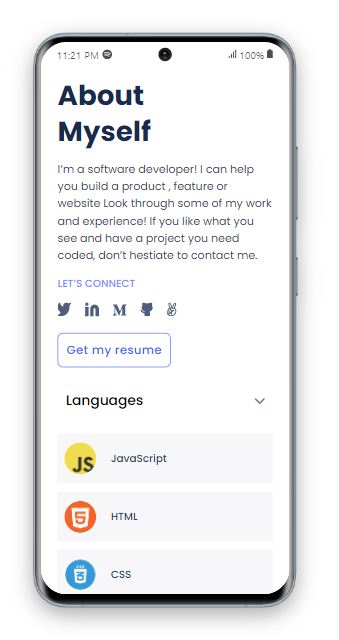 11:21 PM 100%
About
Myself
I'm a software developer! I can help
you build a product , feature or
website Look through some of my work
and experience! If you like what you
see and have a project you need
coded, don't hestiate to contact me.
LET'S CONNECT
Get my resume
Languages
JS JavaScript
HTML
CSS